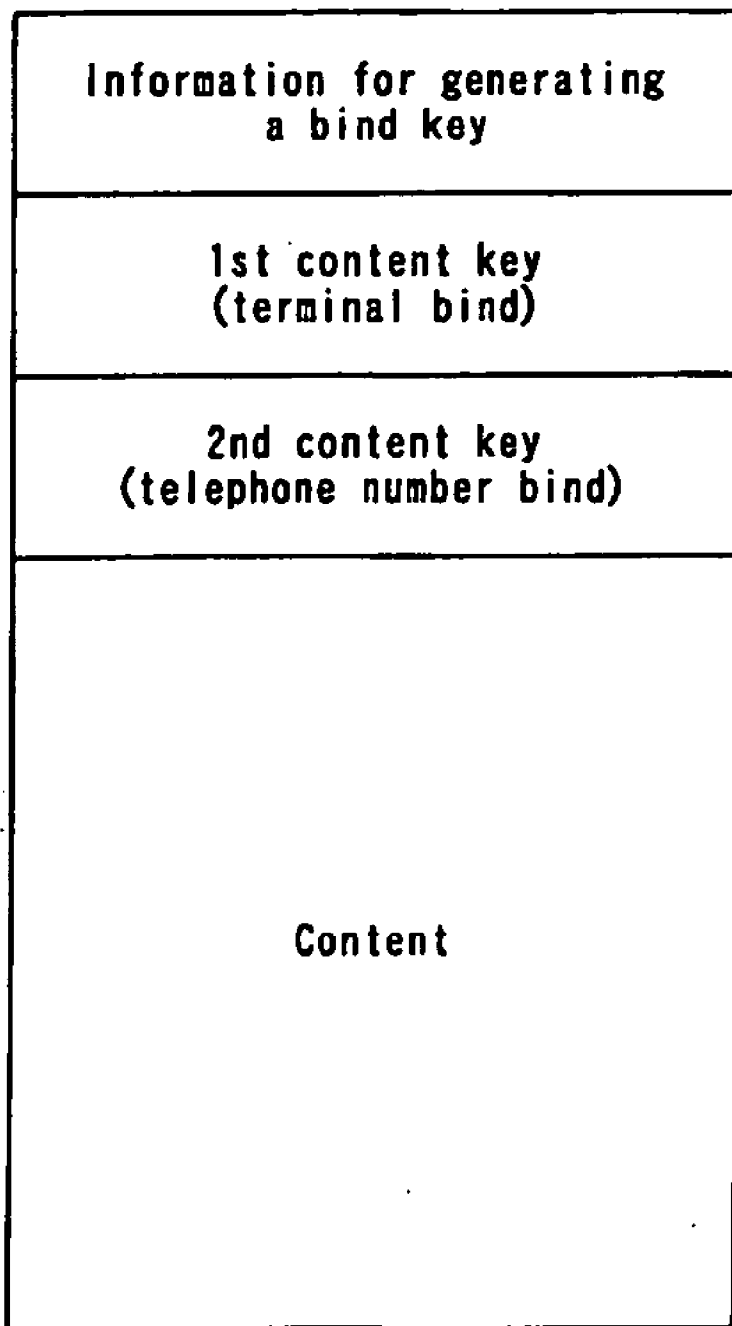 Information for generating
a bind key
1st content key
(terminal bind)
2nd content key
(telephone number bind)
Content